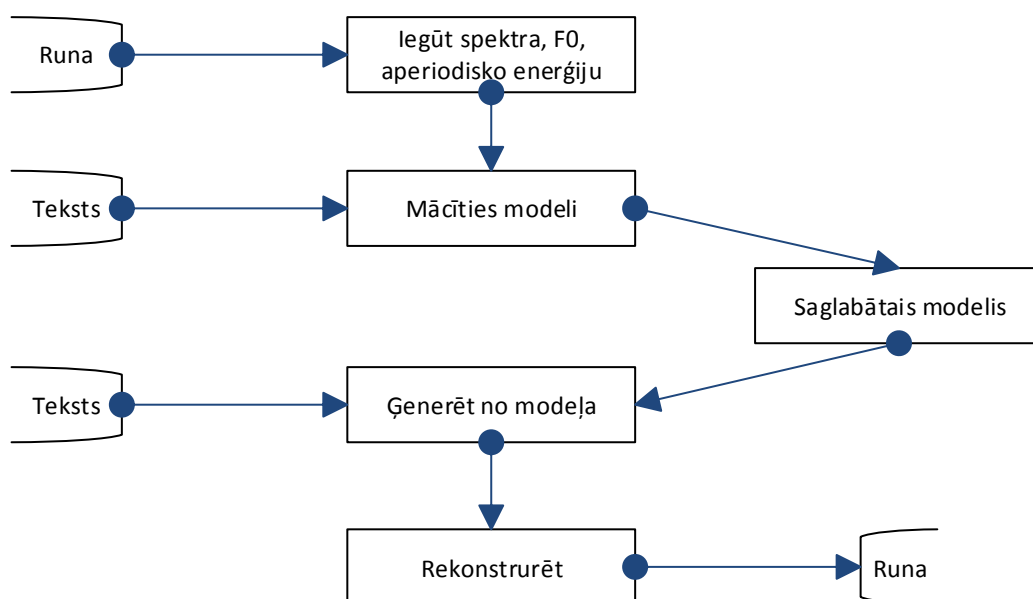 Runa
Iegūt spektra, F0,
aperiodisko enerģiju
Teksts
Mācīties modeli
Saglabātais modelis
Teksts
Ģenerēt no modeļa
Rekonstrurēt
Runa